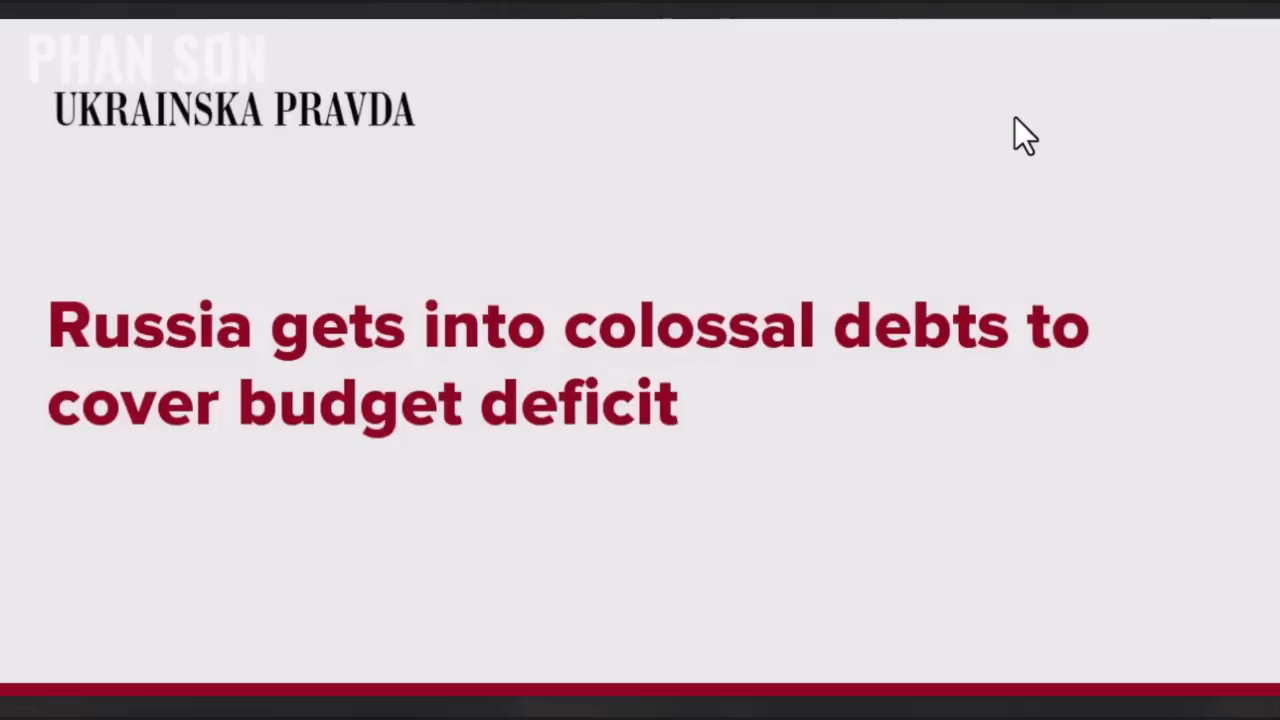 PHAN SƠN
UKRAINSKA PRAVDA
Russia gets into colossal debts to
cover budget deficit